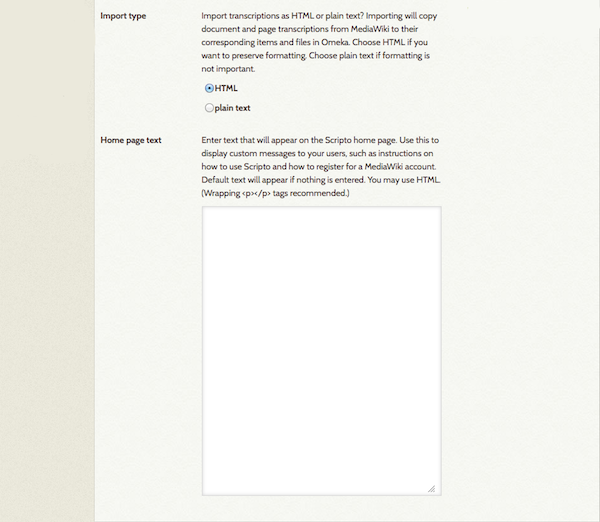 Import type
Import transcriptions as HTML or plain text? Importing will copy
document and page transcriptions from MediaWiki to their
corresponding items and files in Omeka. Choose HTML if you
want to preserve formatting. Choose plain text if formatting is
not important.
HTML
plain text
Home page text
Enter text that will appear on the Scripto home page. Use this to
display custom messages to your users, such as instructions on
how to use Scripto and how to register for a MediaWiki account.
Default text will appear if nothing is entered. You may use HTML.
(Wrapping <p></p> tags recommended.)